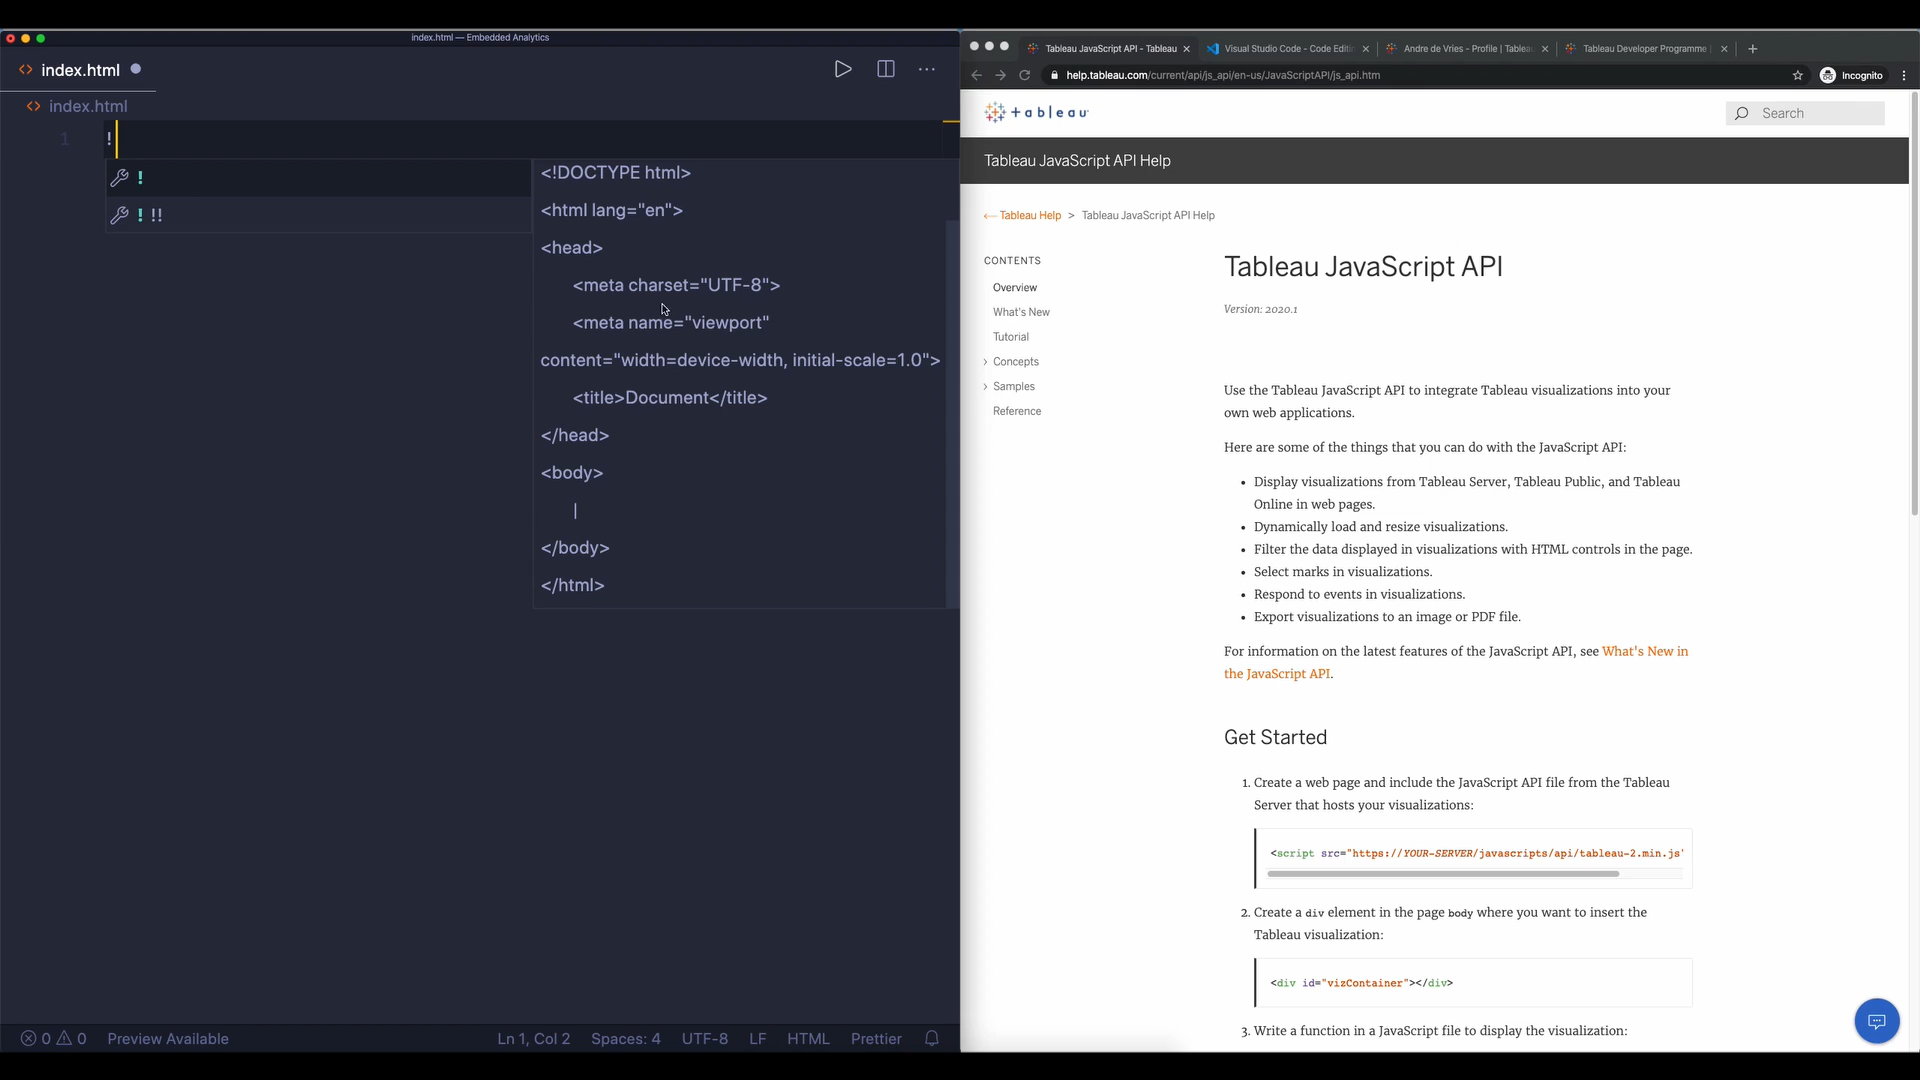 index.html — Embedded Analytics
index.html
index.html
1
!
!
! !!
<!DOCTYPE html>
<html lang="en">
<head>
<meta charset="UTF-8">
<meta name="viewport"
content="width=device-width, initial-scale=1.0">
<title>Document</title>
</head>
<body>
|
</body>
</html>
0 0 Preview Available Ln 1, Col 2 Spaces: 4 UTF-8 LF HTML Prettier
Tableau JavaScript API - Tableau Visual Studio Code - Code Editin Andre de Vries - Profile | Tableau Tableau Developer Programme |
help.tableau.com/current/api/js_api/en-us/JavaScriptAPI/js_api.htm Incognito
+ableau Search
Tableau JavaScript API Help
Tableau Help > Tableau JavaScript API Help
CONTENTS
Overview
What's New
Tutorial
Concepts
Samples
Reference
Tableau JavaScript API
Version: 2020.1
Use the Tableau JavaScript API to integrate Tableau visualizations into your
own web applications.
Here are some of the things that you can do with the JavaScript API:
• Display visualizations from Tableau Server, Tableau Public, and Tableau
Online in web pages.
• Dynamically load and resize visualizations.
• Filter the data displayed in visualizations with HTML controls in the page.
• Select marks in visualizations.
• Respond to events in visualizations.
• Export visualizations to an image or PDF file.
For information on the latest features of the JavaScript API, see What's New in
the JavaScript API.
Get Started
1. Create a web page and include the JavaScript API file from the Tableau
Server that hosts your visualizations:
<script src="https://YOUR-SERVER/javascripts/api/tableau-2.min.js"
2. Create a div element in the page body where you want to insert the
Tableau visualization:
<div id="vizContainer"></div>
3. Write a function in a JavaScript file to display the visualization: